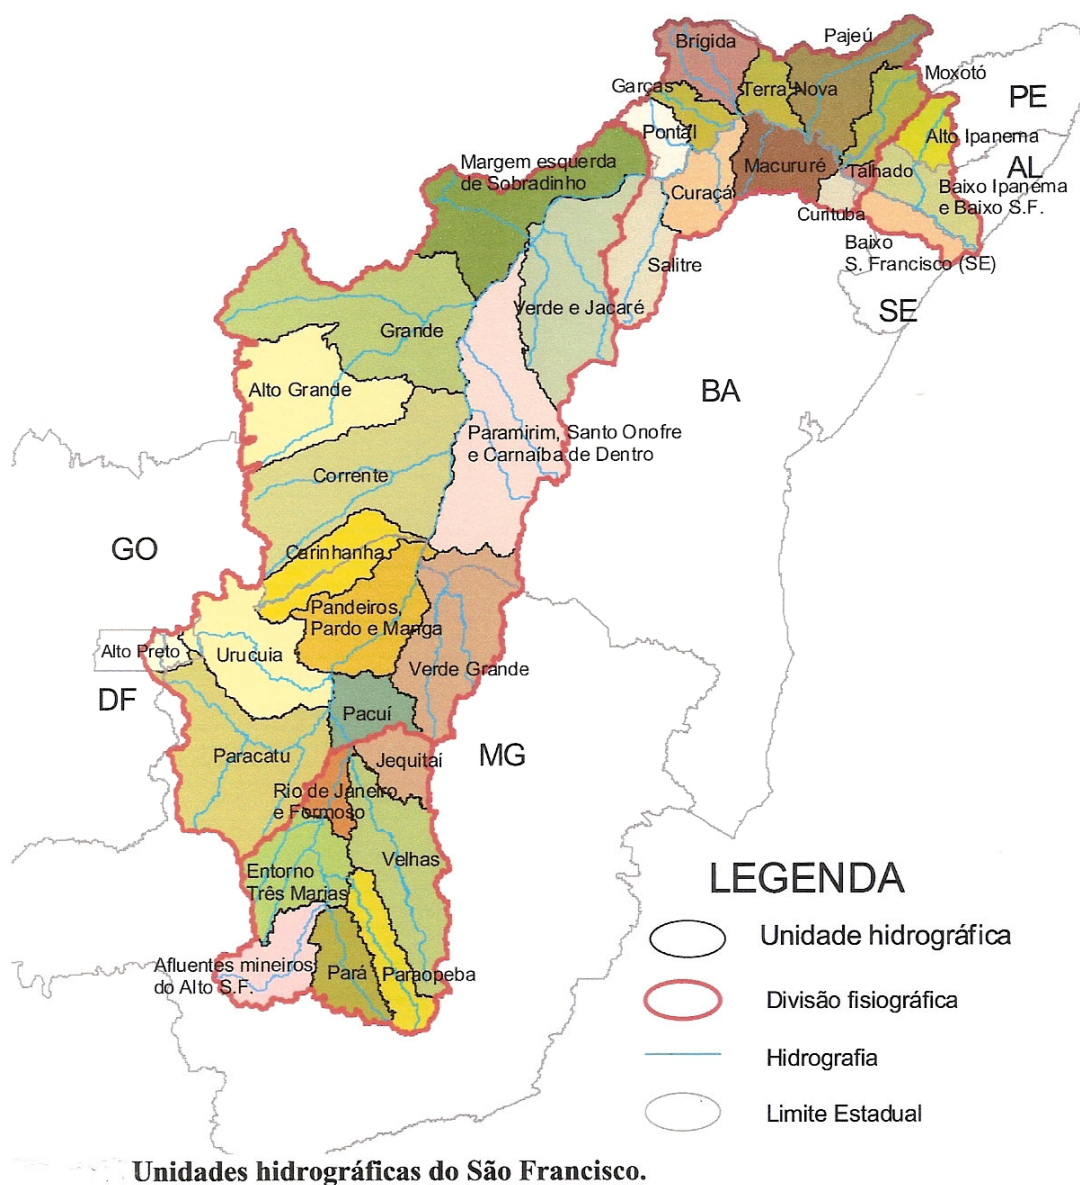 Pajeú
Brígida
Moxotó
Garças
Terra Nova
PE
Pontal
Alto Ipanema
Margem esquerda
de Sobradinho
Macururé
Talhado
AL
Curaçá
Baixo Ipanema
e Baixo S.F.
Curituba
Baixo
S. Francisco (SE)
Salitre
SE
Verde e Jacaré
Grande
Alto Grande
BA
Paramirim, Santo Onofre
e Carnaiba de Dentro
Corrente
GO
Carinhanha
Pandeiros,
Pardo e Manga
Alto Preto
Urucuia
Verde Grande
DF
Pacuí
Paracatu
Jequitaí
MG
Rio de Janeiro
e Formoso
Velhas
Entorno
Três Marias
Afluentes mineiros
do Alto S.F.
Pará
Paraopeba
LEGENDA
Unidade hidrográfica
Divisão fisiográfica
Hidrografia
Limite Estadual
Unidades hidrográficas do São Francisco.